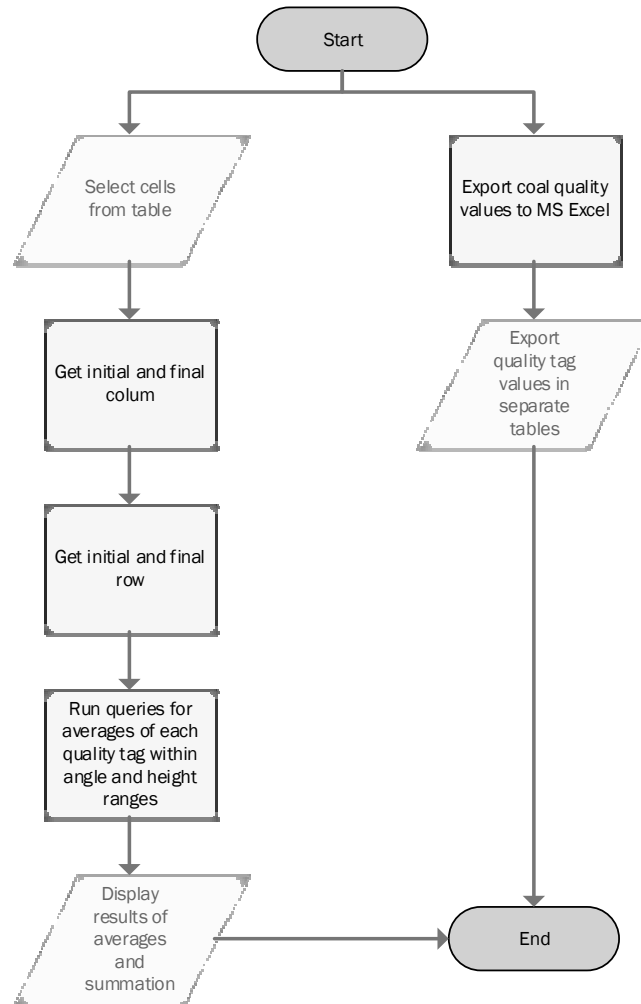 Start
Select cells
from table
Export coal quality
values to MS Excel
Get initial and final
colum
Export
quality tag
values in
separate
tables
Get initial and final
row
Run queries for
averages of each
quality tag within
angle and height
ranges
Display
results of
averages
and
summation
End